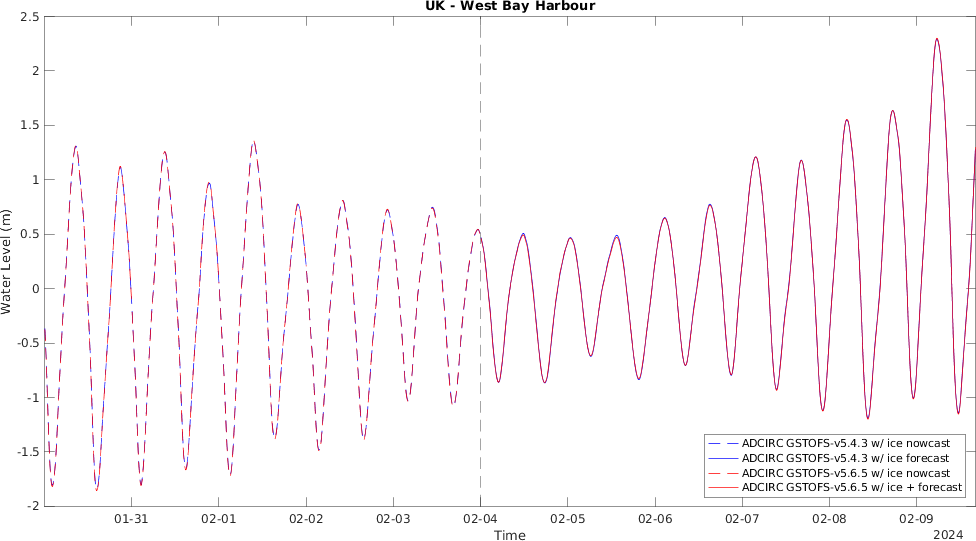 UK - West Bay Harbour
2.5
2
1.5
1
0.5
0
-0.5
-1
-1.5
-2
Water Level (m)
01-31 02-01 02-02 02-03 02-04 02-05 02-06 02-07 02-08 02-09
Time
2024
ADCIRC GSTOFS-v5.4.3 w/ ice nowcast
ADCIRC GSTOFS-v5.4.3 w/ ice forecast
ADCIRC GSTOFS-v5.6.5 w/ ice nowcast
ADCIRC GSTOFS-v5.6.5 w/ ice + forecast